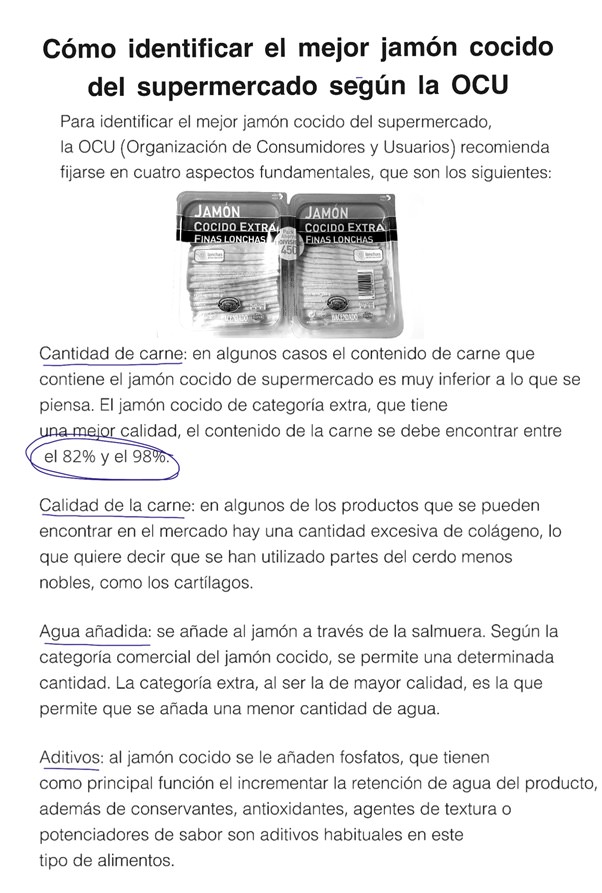 Cómo identificar el mejor jamón cocido
del supermercado según la OCU
Para identificar el mejor jamón cocido del supermercado,
la OCU (Organización de Consumidores y Usuarios) recomienda
fijarse en cuatro aspectos fundamentales, que son los siguientes:
JAMÓN
COCIDO EXTRA
FINAS LONCHAS
450
JAMÓN
COCIDO EXTRA
FINAS LONCHAS
Cantidad de carne: en algunos casos el contenido de carne que
contiene el jamón cocido de supermercado es muy inferior a lo que se
piensa. El jamón cocido de categoría extra, que tiene
una mejor calidad, el contenido de la carne se debe encontrar entre
el 82% y el 98%.
Calidad de la carne: en algunos de los productos que se pueden
encontrar en el mercado hay una cantidad excesiva de colágeno, lo
que quiere decir que se han utilizado partes del cerdo menos
nobles, como los cartílagos.
Agua añadida: se añade al jamón a través de la salmuera. Según la
categoría comercial del jamón cocido, se permite una determinada
cantidad. La categoría extra, al ser la de mayor calidad, es la que
permite que se añada una menor cantidad de agua.
Aditivos: al jamón cocido se le añaden fosfatos, que tienen
como principal función el incrementar la retención de agua del producto,
además de conservantes, antioxidantes, agentes de textura o
potenciadores de sabor son aditivos habituales en este
tipo de alimentos.